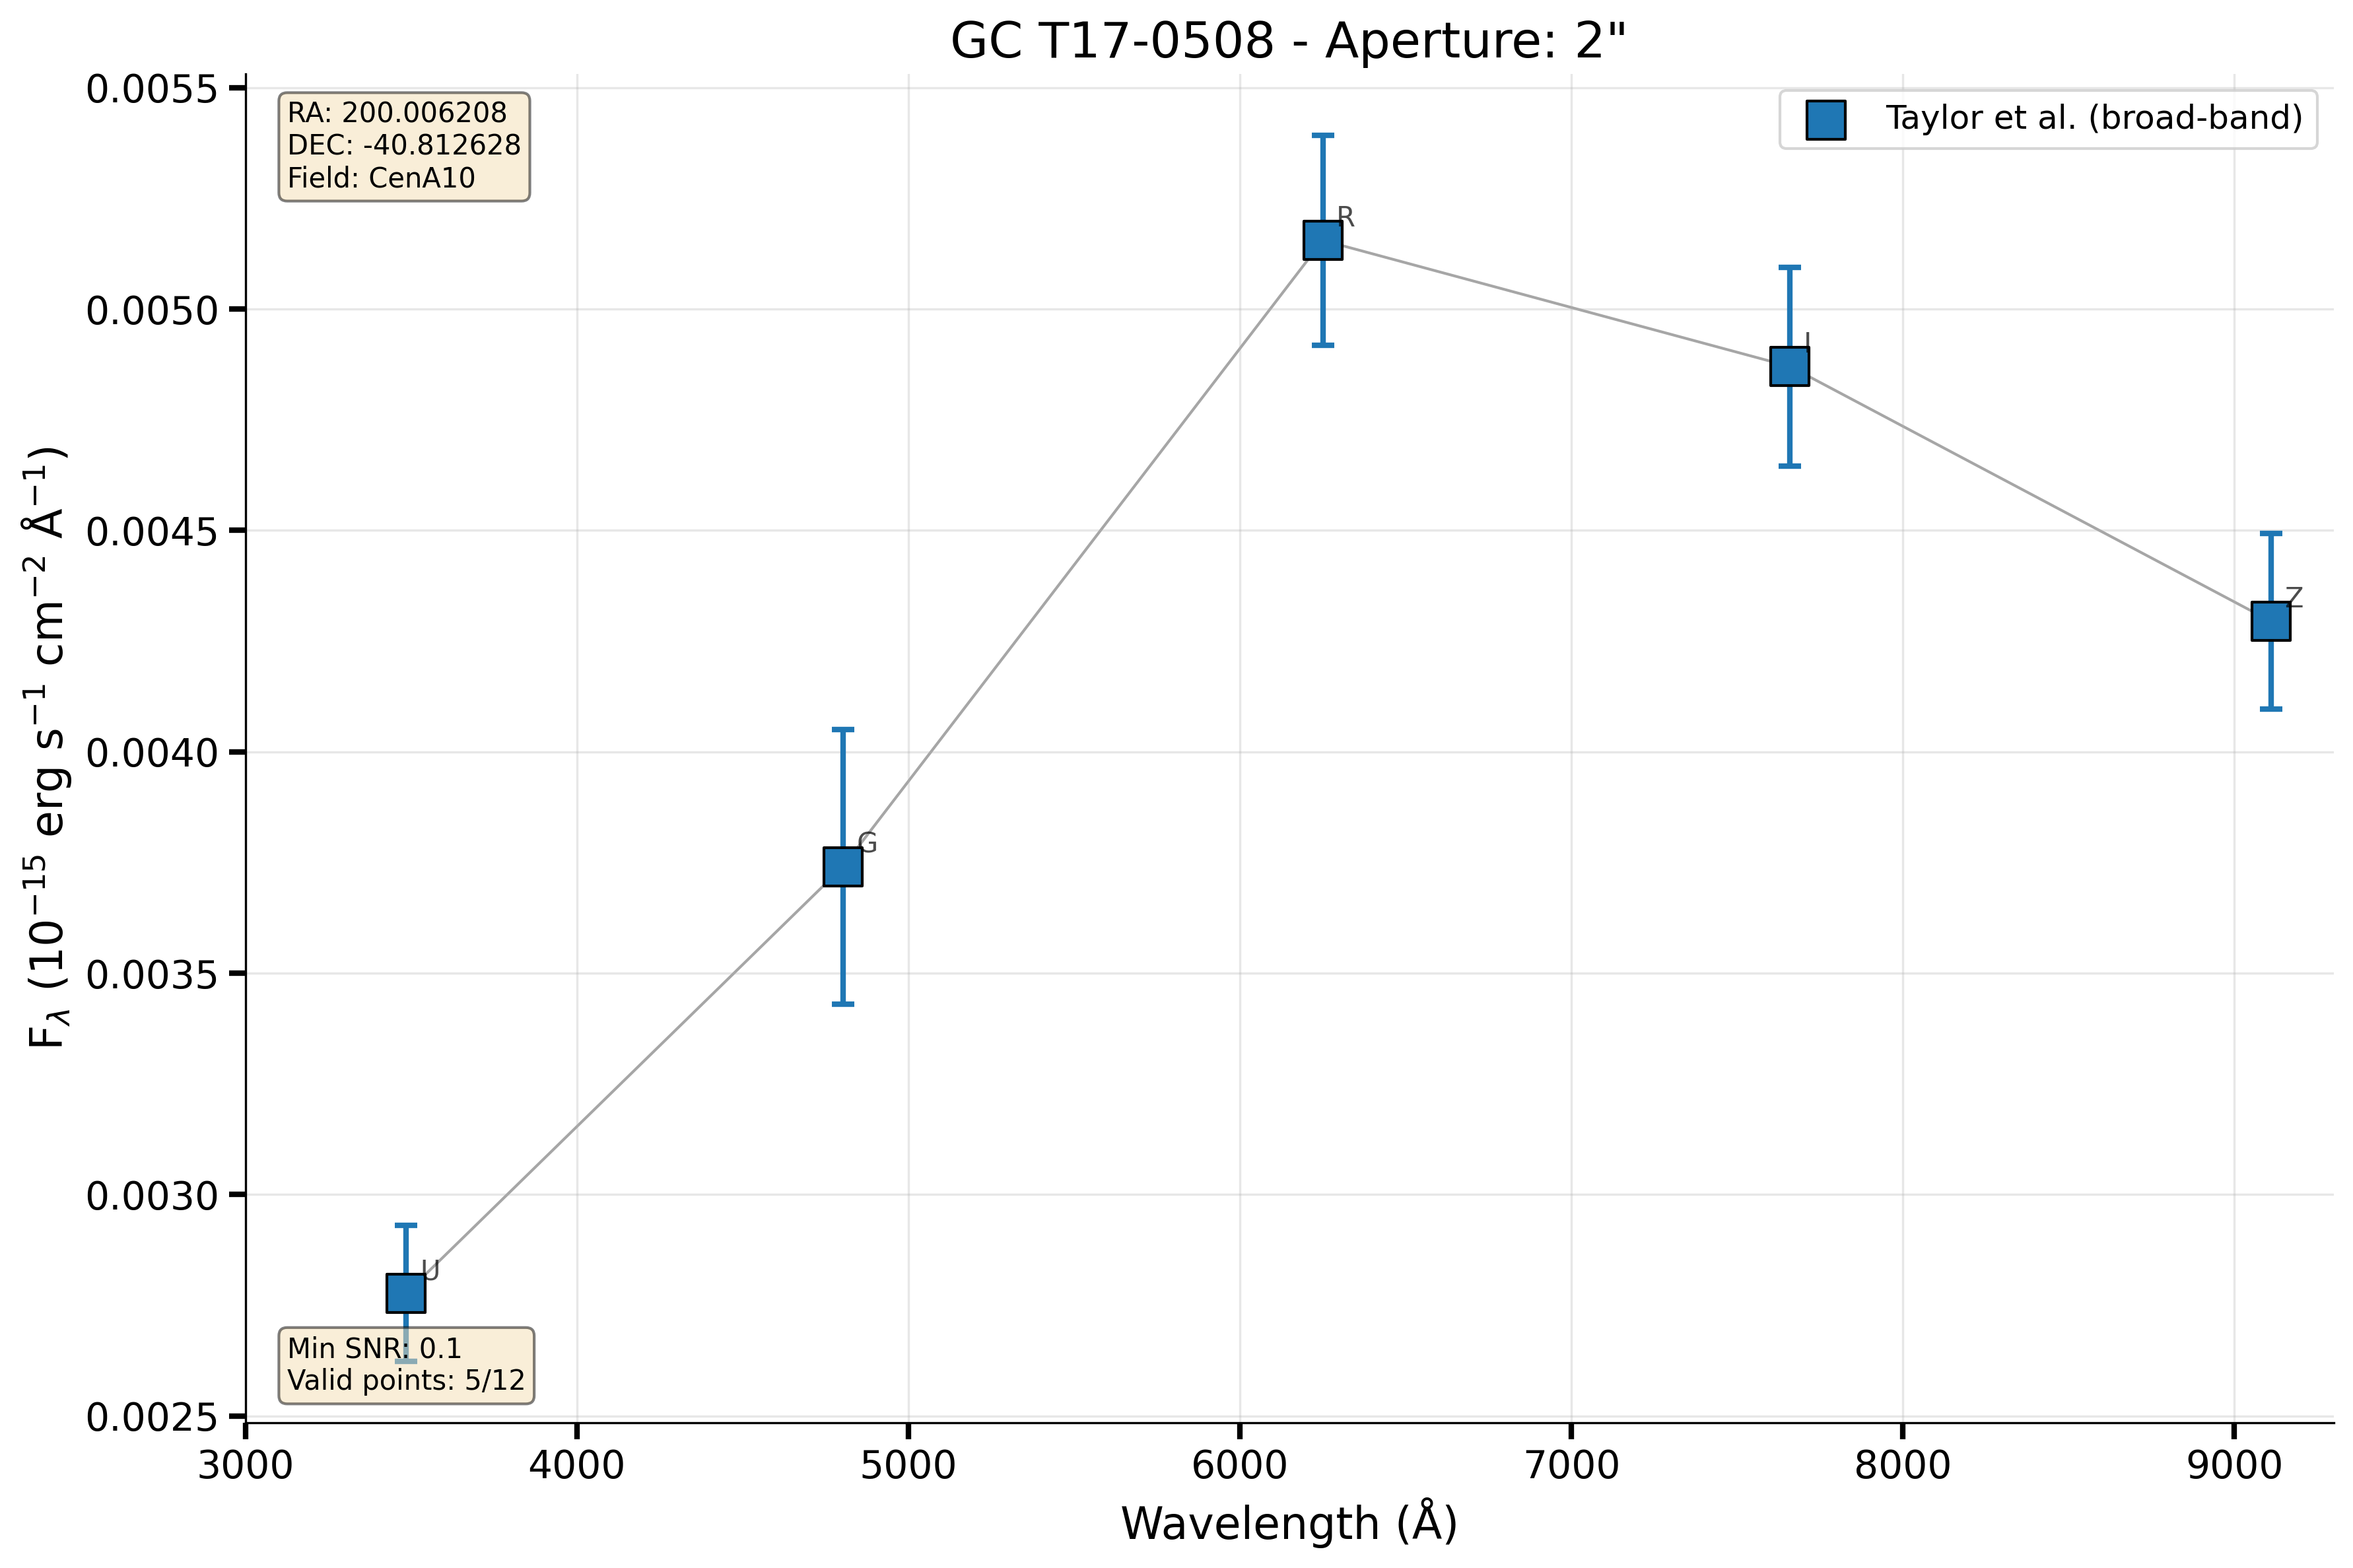 GC T17-0508 - Aperture: 2"
RA: 200.006208
DEC: -40.812628
Field: CenA10
Taylor et al. (broad-band)
0.0055
0.0050
0.0045
0.0040
0.0035
0.0030
0.0025
F_λ (10⁻¹⁵ erg s⁻¹ cm⁻² Å⁻¹)
R
I
Z
G
U
Min SNR: 0.1
Valid points: 5/12
3000 4000 5000 6000 7000 8000 9000
Wavelength (Å)